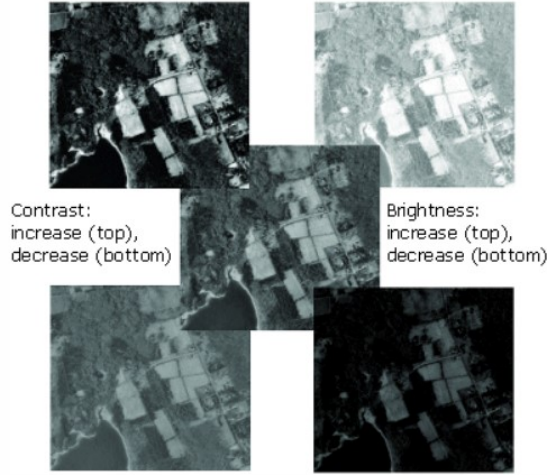 Contrast:
increase (top),
decrease (bottom)
Brightness:
increase (top),
decrease (bottom)